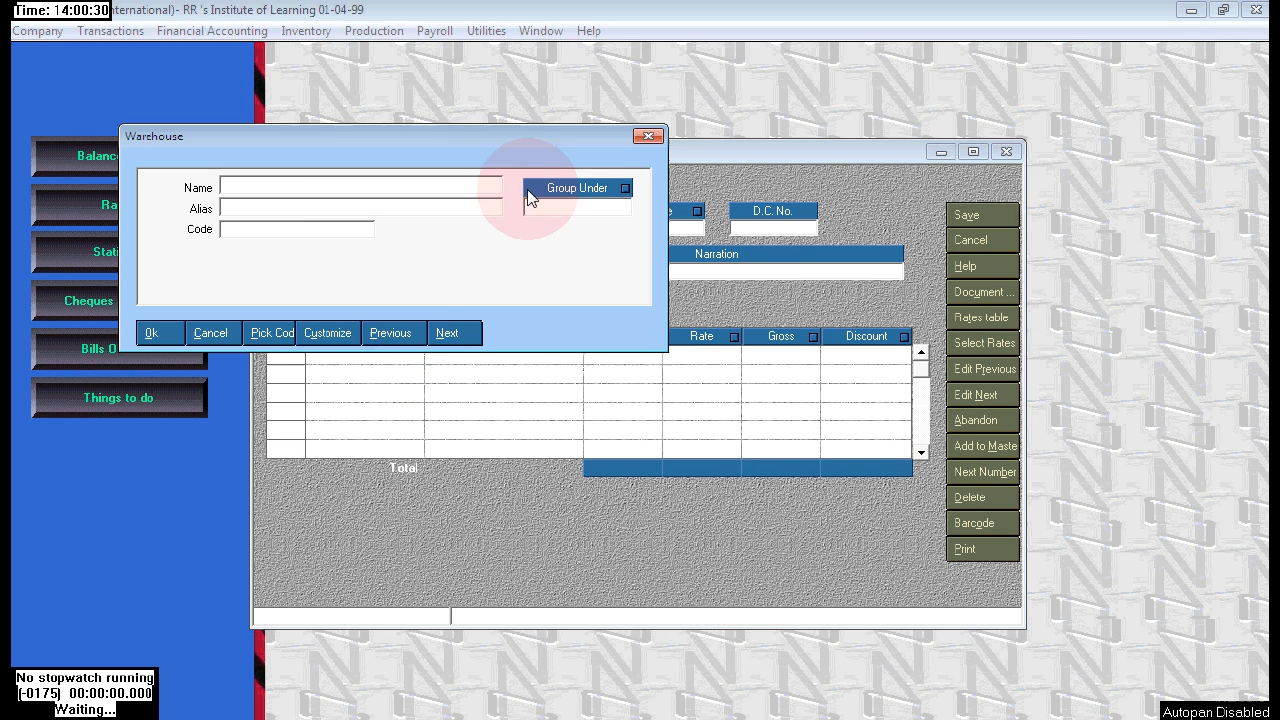 Time: 14:00:30 nternational)- RR 's Institute of Learning 01-04-99
Company Transactions Financial Accounting Inventory Production Payroll Utilities Window Help
Warehouse
Name
Group Under
Alias
Code
Ok Cancel Pick Cod Customize Previous Next
Balanc
Ra
Stati
Cheques
Bills O
Things to do
e D.C. No.
Narration
Rate Gross Discount
Total
Save
Cancel
Help
Document ...
Rates table
Select Rates
Edit Previous
Edit Next
Abandon
Add to Maste
Next Number
Delete
Barcode
Print
No stopwatch running
[-0175] 00:00:00.000
Waiting...
Autopan Disabled